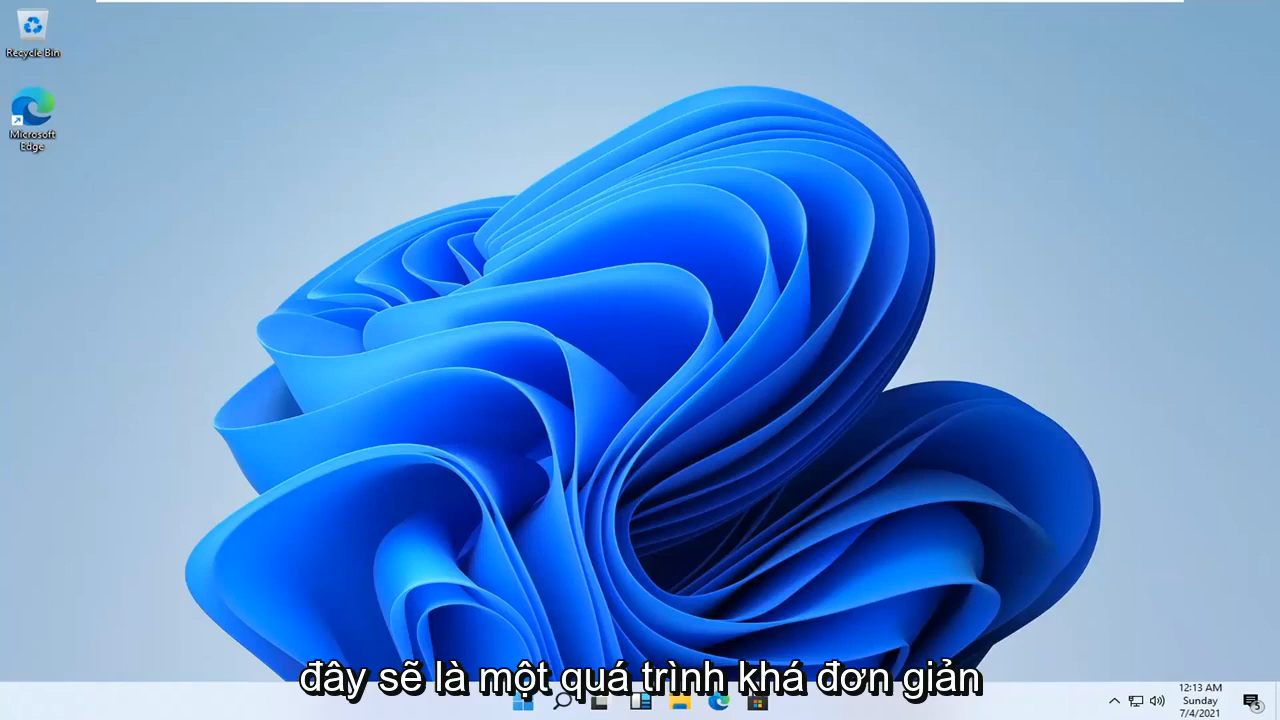 Recycle Bin
Microsoft
Edge
đây sẽ là một quá trình khá đơn giản
12:13 AM
Sunday
7/4/2021
5